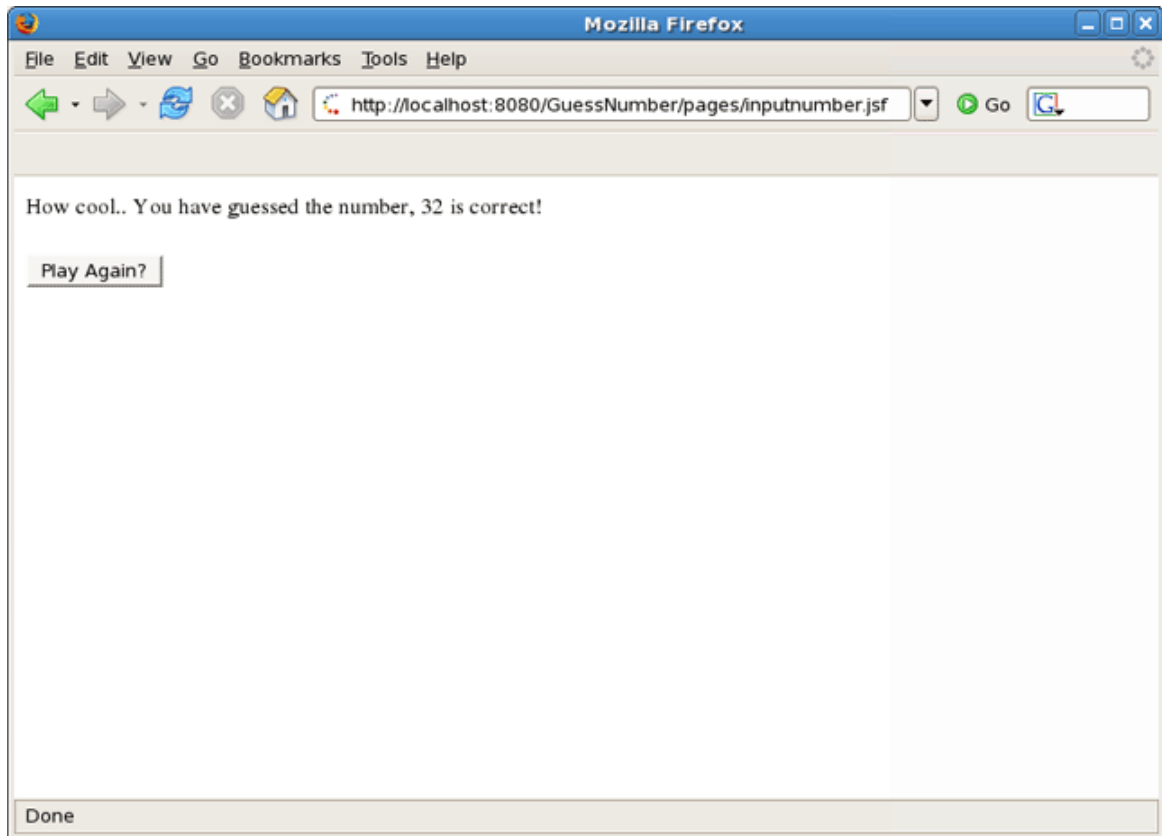 Mozilla Firefox
File Edit View Go Bookmarks Tools Help
http://localhost:8080/GuessNumber/pages/inputnumber.jsf Go G
How cool.. You have guessed the number, 32 is correct!
Play Again?
Done